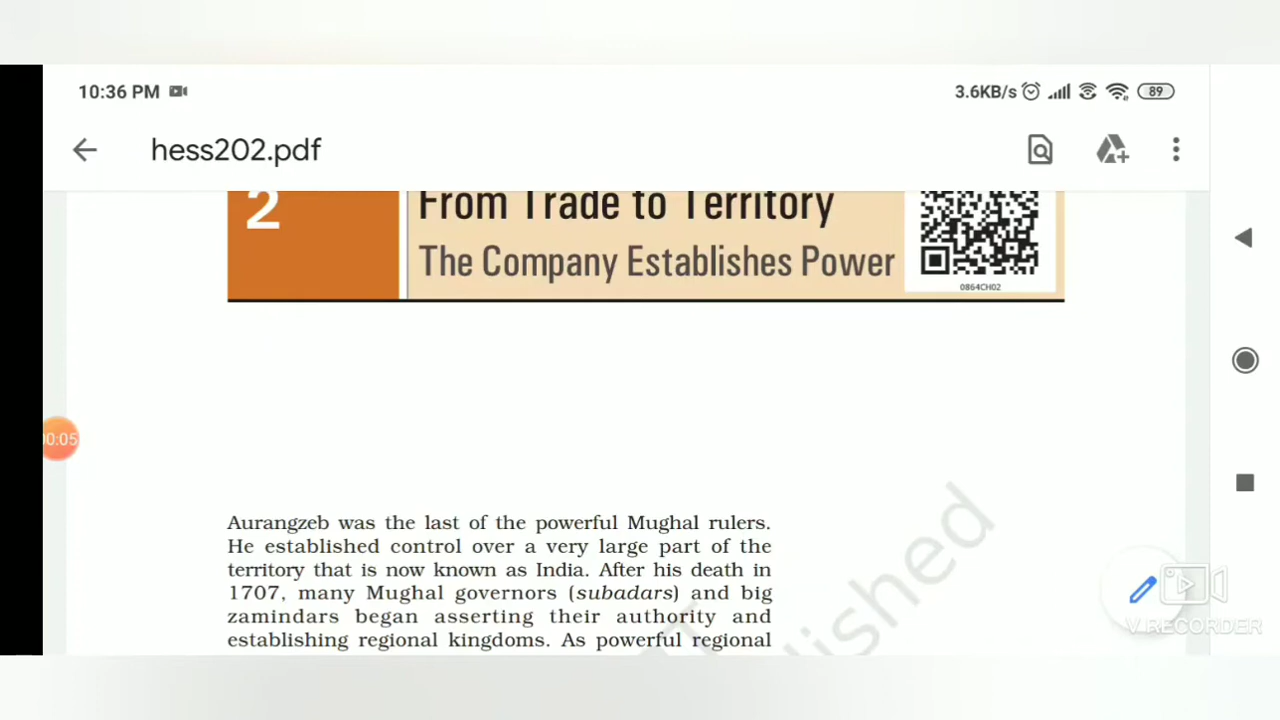 10:36 PM
3.6KB/s 89
hess202.pdf
2
From Trade to Territory
The Company Establishes Power
0864CH02
00:05
Aurangzeb was the last of the powerful Mughal rulers.
He established control over a very large part of the
territory that is now known as India. After his death in
1707, many Mughal governors (subadars) and big
zamindars began asserting their authority and
establishing regional kingdoms. As powerful regional
V.RECORDER